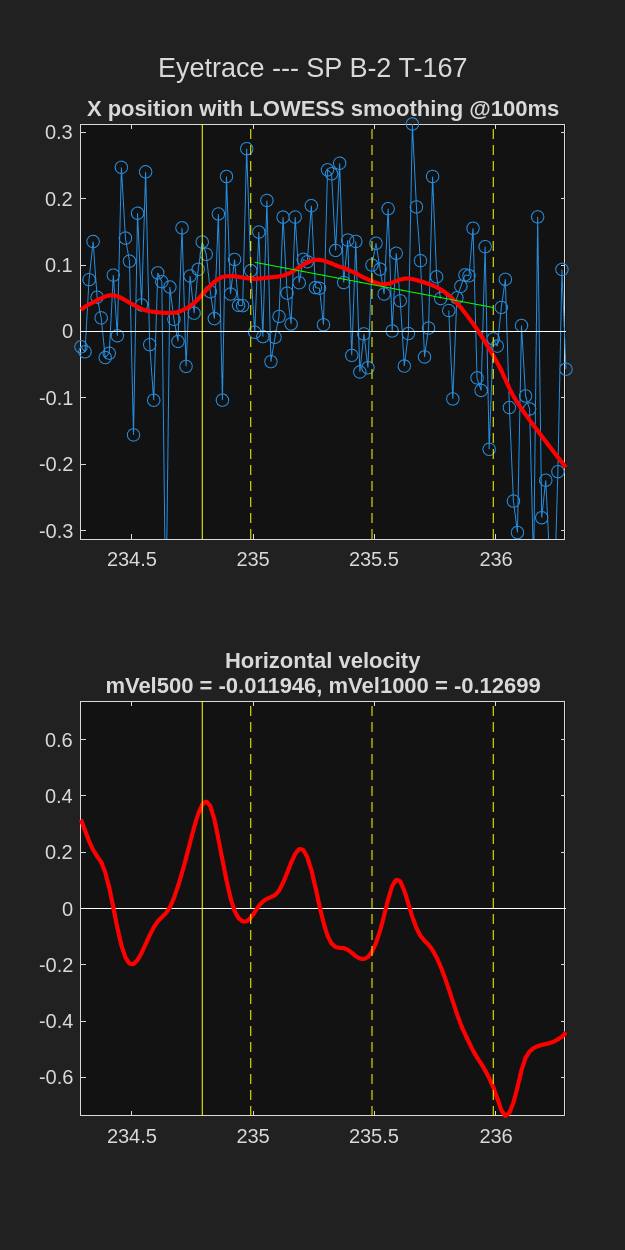 Eyetrace --- SP B-2 T-167
X position with LOWESS smoothing @100ms
0.3
0.2
0.1
0
-0.1
-0.2
-0.3
234.5 235 235.5 236
Horizontal velocity
mVel500 = -0.011946, mVel1000 = -0.12699
0.6
0.4
0.2
0
-0.2
-0.4
-0.6
234.5 235 235.5 236